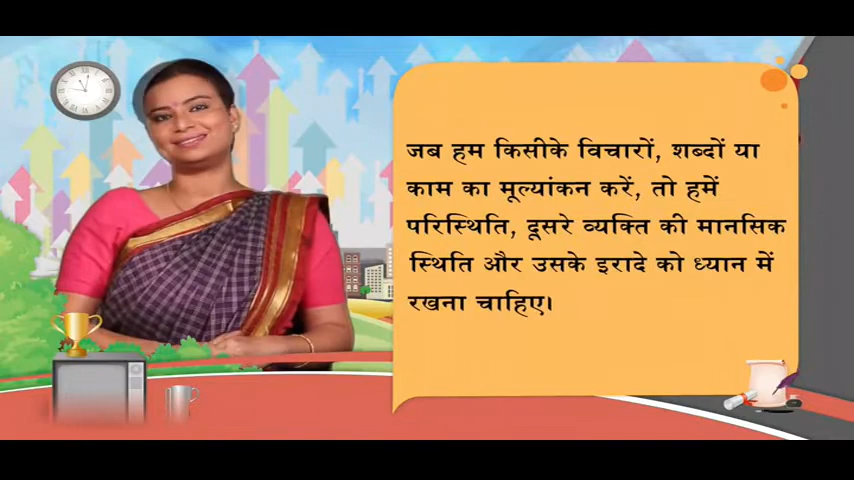 जब हम किसीके विचारों, शब्दों या
काम का मूल्यांकन करें, तो हमें
परिस्थिति, दूसरे व्यक्ति की मानसिक
स्थिति और उसके इरादे को ध्यान में
रखना चाहिए।